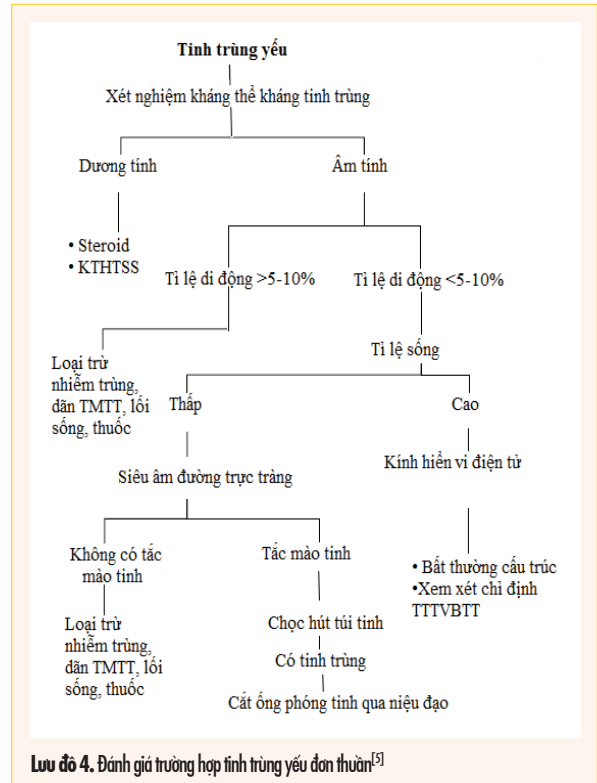 Tinh trùng yếu
Xét nghiệm kháng thể kháng tinh trùng
Dương tính
Âm tính
• Steroid
• KTHTSS
Tỉ lệ di động >5-10%
Tỉ lệ di động <5-10%
Loại trừ
nhiễm trùng,
dãn TMTT, lối
sống, thuốc
Tỉ lệ sống
Thấp
Cao
Siêu âm đường trực tràng
Kính hiển vi điện tử
Không có tắc
mào tinh
Tắc mào tinh
• Bất thường cấu trúc
•Xem xét chỉ định
TTTVBTT
Loại trừ
nhiễm trùng,
dãn TMTT, lối
sống, thuốc
Chọc hút túi tinh
Có tinh trùng
Cắt ống phóng tinh qua niệu đạo
Lưu đồ 4. Đánh giá trường hợp tinh trùng yếu đơn thuần[5]